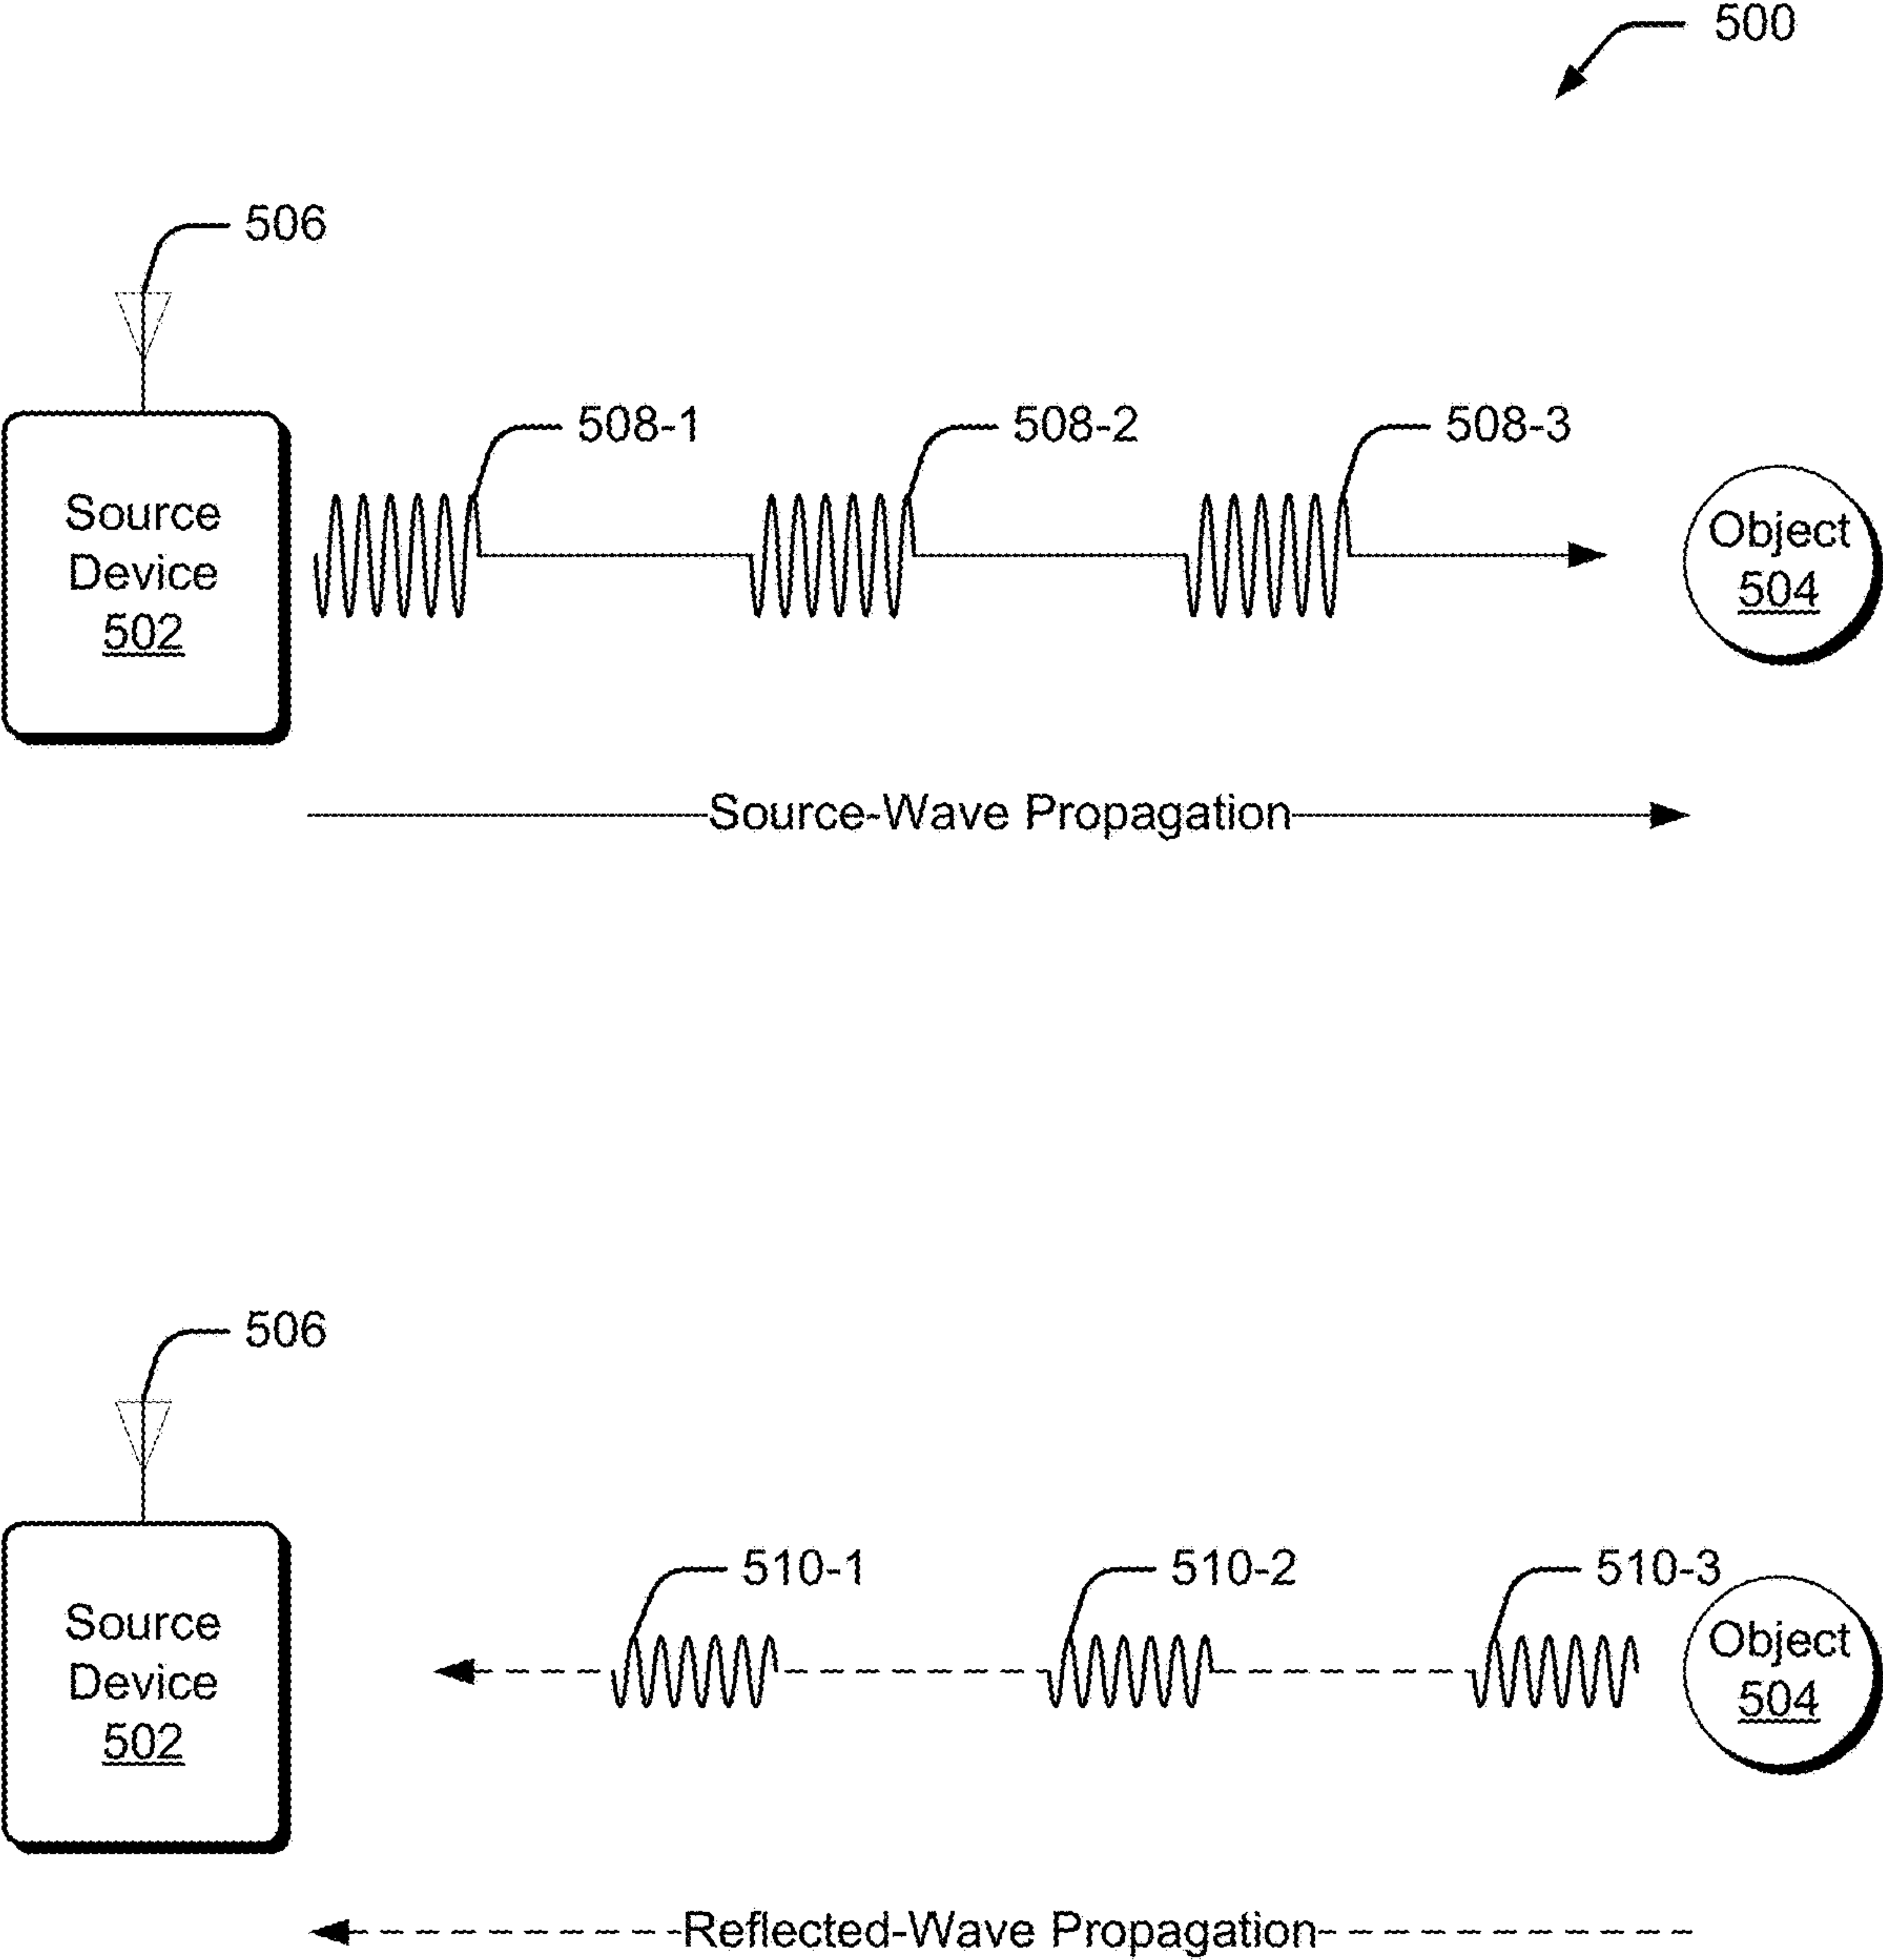 500
506
508-1
508-2
508-3
Source
Device
502
Object
504
Source-Wave Propagation
506
510-1
510-2
510-3
Source
Device
502
Object
504
Reflected-Wave Propagation